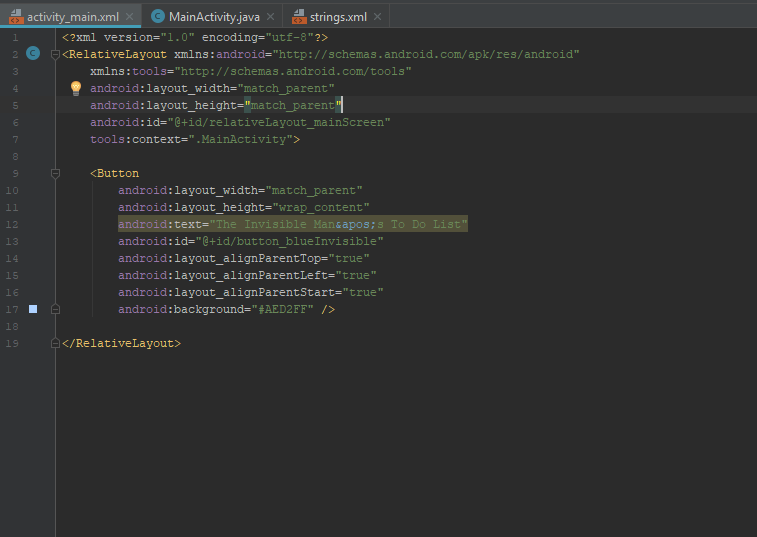 activity_main.xml MainActivity.java strings.xml
1 <?xml version="1.0" encoding="utf-8"?>
2 <RelativeLayout xmlns:android="http://schemas.android.com/apk/res/android"
3 xmlns:tools="http://schemas.android.com/tools"
4 android:layout_width="match_parent"
5 android:layout_height="match_parent"
6 android:id="@+id/relativeLayout_mainScreen"
7 tools:context=".MainActivity">
8
9 <Button
10 android:layout_width="match_parent"
11 android:layout_height="wrap_content"
12 android:text="The Invisible Man&apos;s To Do List"
13 android:id="@+id/button_blueInvisible"
14 android:layout_alignParentTop="true"
15 android:layout_alignParentLeft="true"
16 android:layout_alignParentStart="true"
17 android:background="#AED2FF" />
18
19 </RelativeLayout>